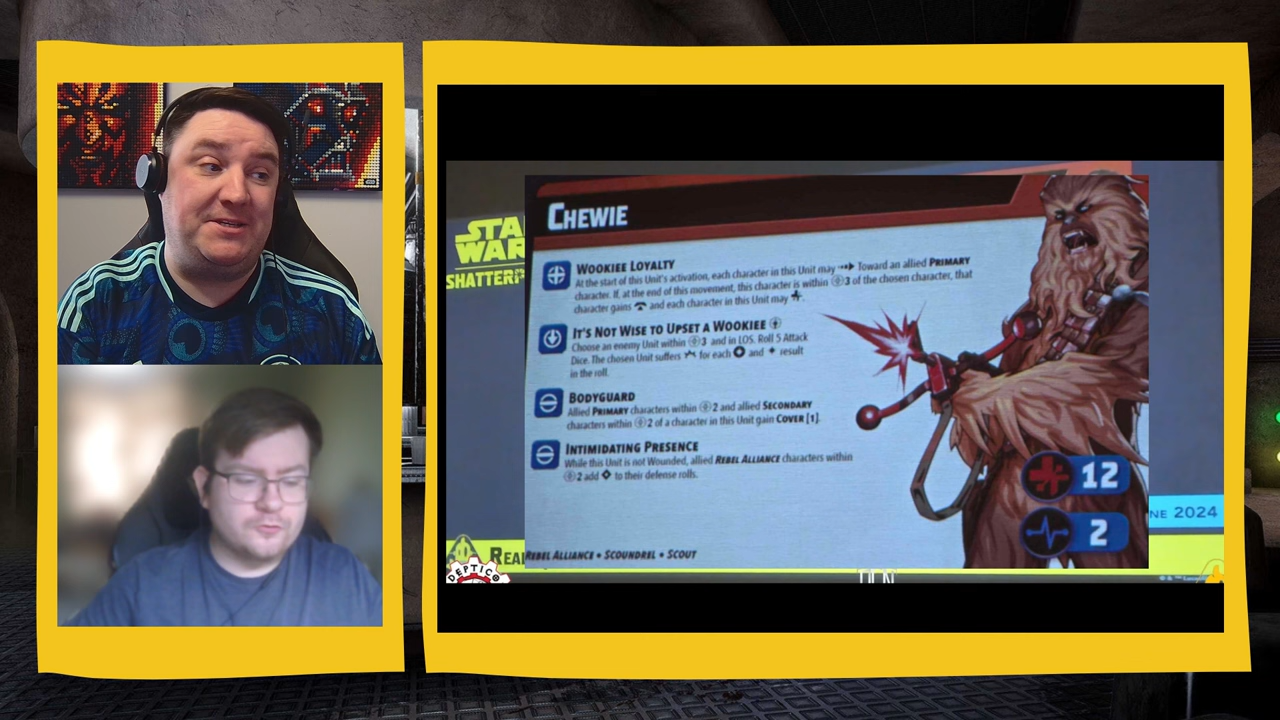 STA
WAR
SHATTERP
CHEWIE
WOOKIEE LOYALTY
At the start of this Unit's activation, each character in this Unit may Toward an allied PRIMARY
character. If, at the end of this movement, this character is within 3 of the chosen character, that
character gains and each character in this Unit may .
IT'S NOT WISE TO UPSET A WOOKIEE
Choose an enemy Unit within 3 and in LOS. Roll 5 Attack
Dice. The chosen Unit suffers for each and result
in the roll.
BODYGUARD
Allied PRIMARY characters within 2 and allied SECONDARY
characters within 2 of a character in this Unit gain COVER [1].
INTIMIDATING PRESENCE
While this Unit is not Wounded, allied REBEL ALLIANCE characters within
2 add to their defense rolls.
12
2
REBEL ALLIANCE • SCOUNDREL • SCOUT
NE 2024
REA
DEPTICO